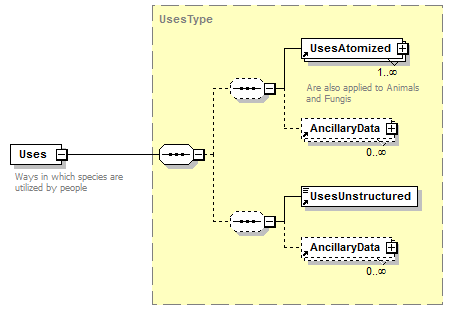 UsesType
UsesAtomized
1..∞
Are also applied to Animals
and Fungis
AncillaryData
0..∞
Uses
Ways in which species are
utilized by people
UsesUnstructured
AncillaryData
0..∞